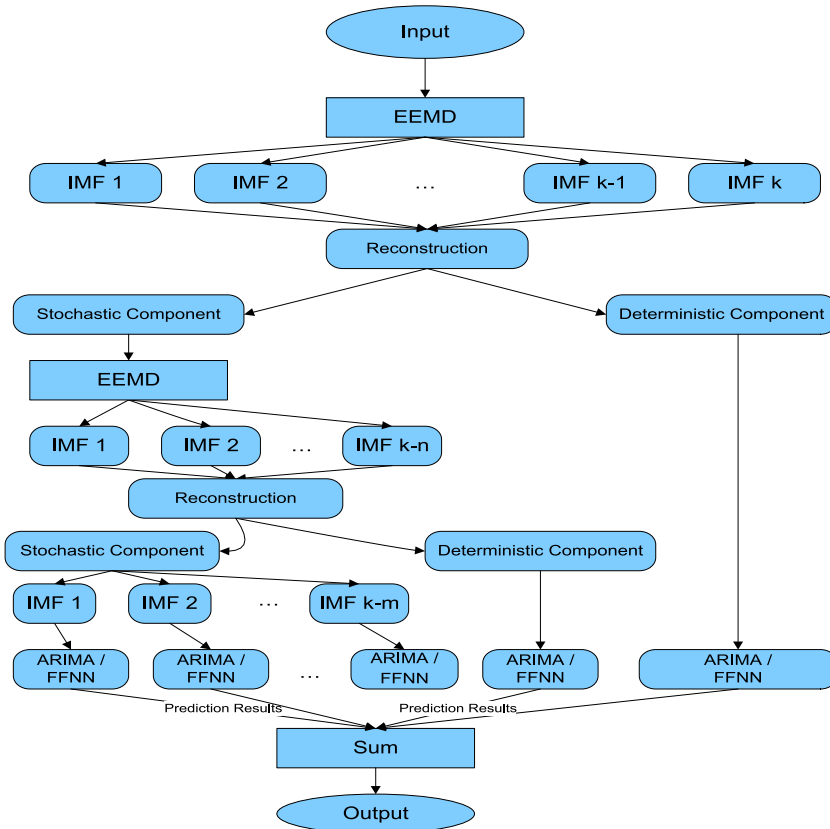 Input
EEMD
IMF 1
IMF 2
...
IMF k-1
IMF k
Reconstruction
Stochastic Component
Deterministic Component
EEMD
IMF 1
IMF 2
...
IMF k-n
Reconstruction
Stochastic Component
Deterministic Component
IMF 1
IMF 2
...
IMF k-m
ARIMA /
FFNN
ARIMA /
FFNN
...
ARIMA /
FFNN
ARIMA /
FFNN
ARIMA /
FFNN
Prediction Results
Prediction Results
Sum
Output